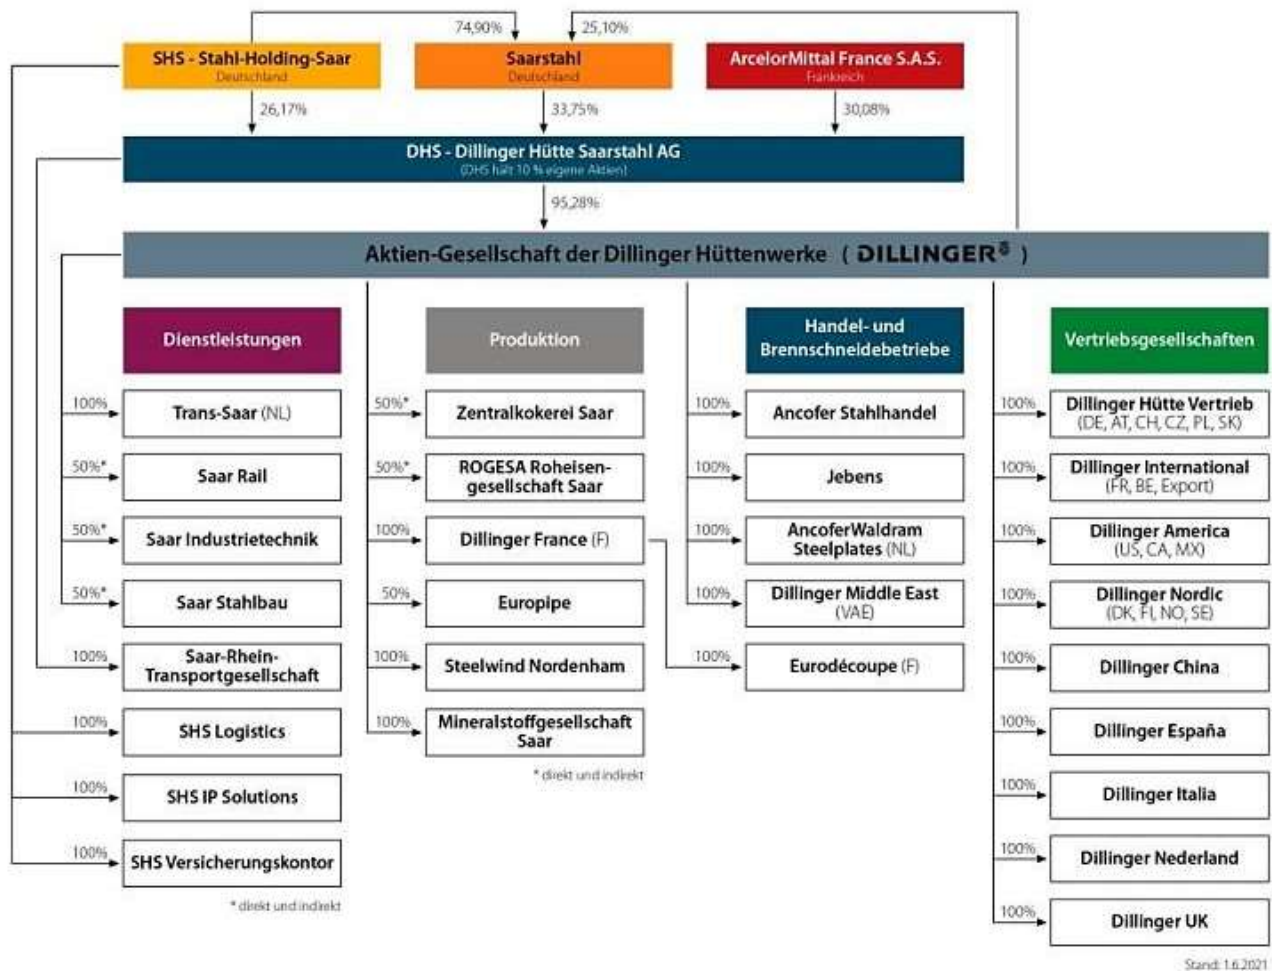 74,90%
25,10%
SHS - Stahl-Holding-Saar
Deutschland
Saarstahl
Deutschland
ArcelorMittal France S.A.S.
Frankreich
26,17%
33,75%
30,08%
DHS - Dillinger Hütte Saarstahl AG
(DHS hält 10 % eigene Aktien)
95,28%
Aktien-Gesellschaft der Dillinger Hüttenwerke ( DILLINGER )
Dienstleistungen
100%
Trans-Saar (NL)
50%*
Saar Rail
50%*
Saar Industrietechnik
50%*
Saar Stahlbau
100%
Saar-Rhein-
Transportgesellschaft
100%
SHS Logistics
100%
SHS IP Solutions
100%
SHS Versicherungskontor
* direkt und indirekt
Produktion
50%*
Zentralkokerei Saar
50%*
ROGESA Roheisen-
gesellschaft Saar
100%
Dillinger France (F)
50%
Europipe
100%
Steelwind Nordenham
100%
Mineralstoffgesellschaft
Saar
* direkt und indirekt
Handel- und
Brennschneidebetriebe
100%
Ancofer Stahlhandel
100%
Jebens
100%
AncoferWaldram
Steelplates (NL)
100%
Dillinger Middle East
(VAE)
100%
Eurodécoupe (F)
Vertriebsgesellschaften
100%
Dillinger Hütte Vertrieb
(DE, AT, CH, CZ, PL, SK)
100%
Dillinger International
(FR, BE, Export)
100%
Dillinger America
(US, CA, MX)
100%
Dillinger Nordic
(DK, FI, NO, SE)
100%
Dillinger China
100%
Dillinger España
100%
Dillinger Italia
100%
Dillinger Nederland
100%
Dillinger UK
Stand: 1.6.2021